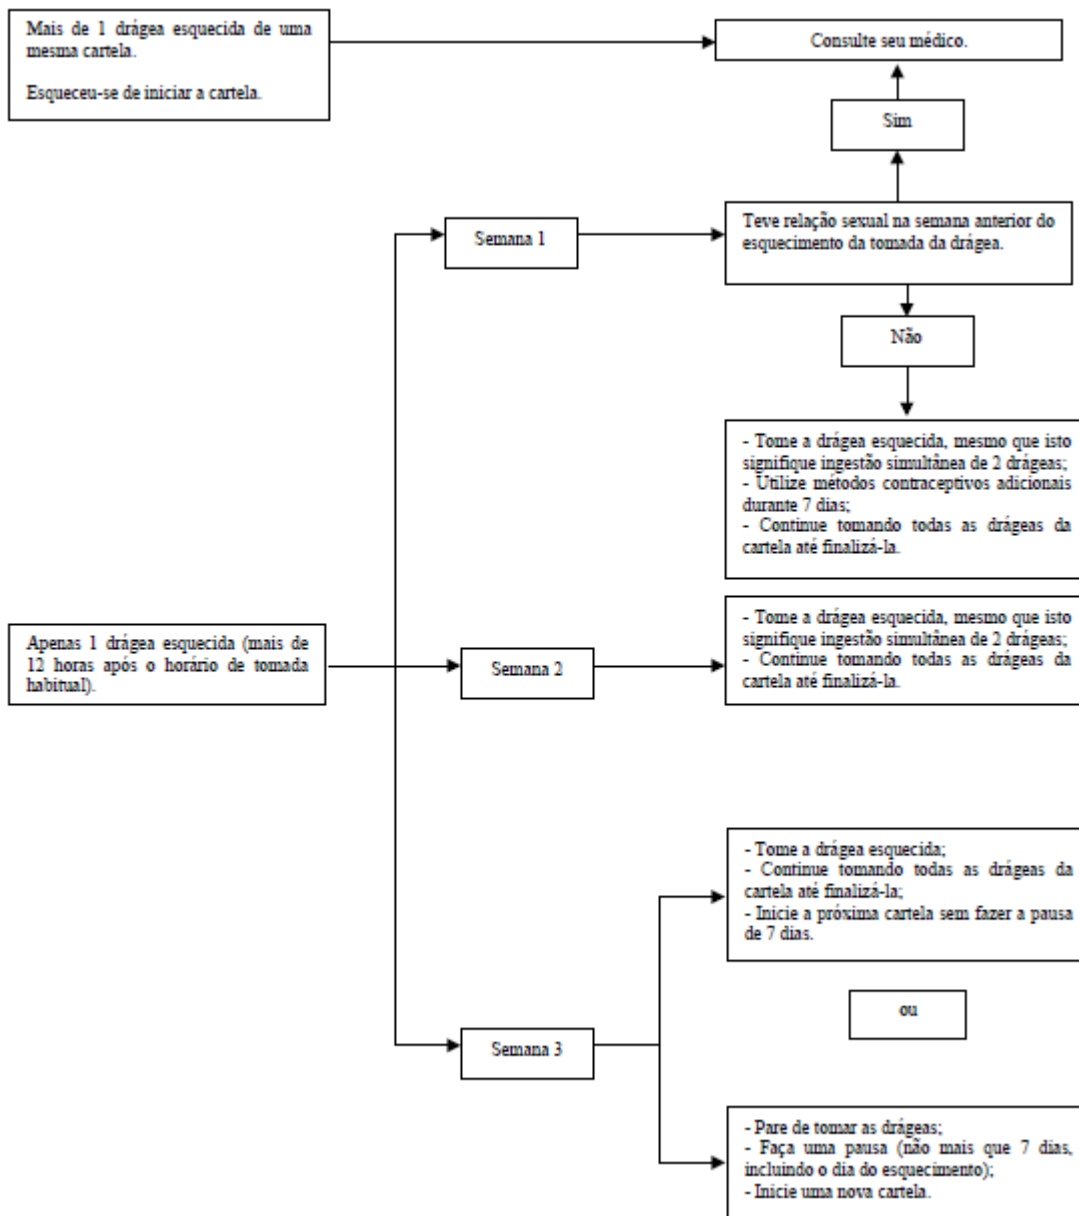 Mais de 1 drágea esquecida de uma
mesma cartela.
Esqueceu-se de iniciar a cartela.
Consulte seu médico.
Sim
Semana 1
Teve relação sexual na semana anterior do
esquecimento da tomada da drágea.
Não
- Tome a drágea esquecida, mesmo que isto
signifique ingestão simultânea de 2 drágeas;
- Utilize métodos contraceptivos adicionais
durante 7 dias;
- Continue tomando todas as drágeas da
cartela até finalizá-la.
Apenas 1 drágea esquecida (mais de
12 horas após o horário de tomada
habitual).
Semana 2
- Tome a drágea esquecida, mesmo que isto
signifique ingestão simultânea de 2 drágeas;
- Continue tomando todas as drágeas da
cartela até finalizá-la.
Semana 3
- Tome a drágea esquecida;
- Continue tomando todas as drágeas da
cartela até finalizá-la;
- Inicie a próxima cartela sem fazer a pausa
de 7 dias.
ou
- Pare de tomar as drágeas;
- Faça uma pausa (não mais que 7 dias,
incluindo o dia do esquecimento);
- Inicie uma nova cartela.